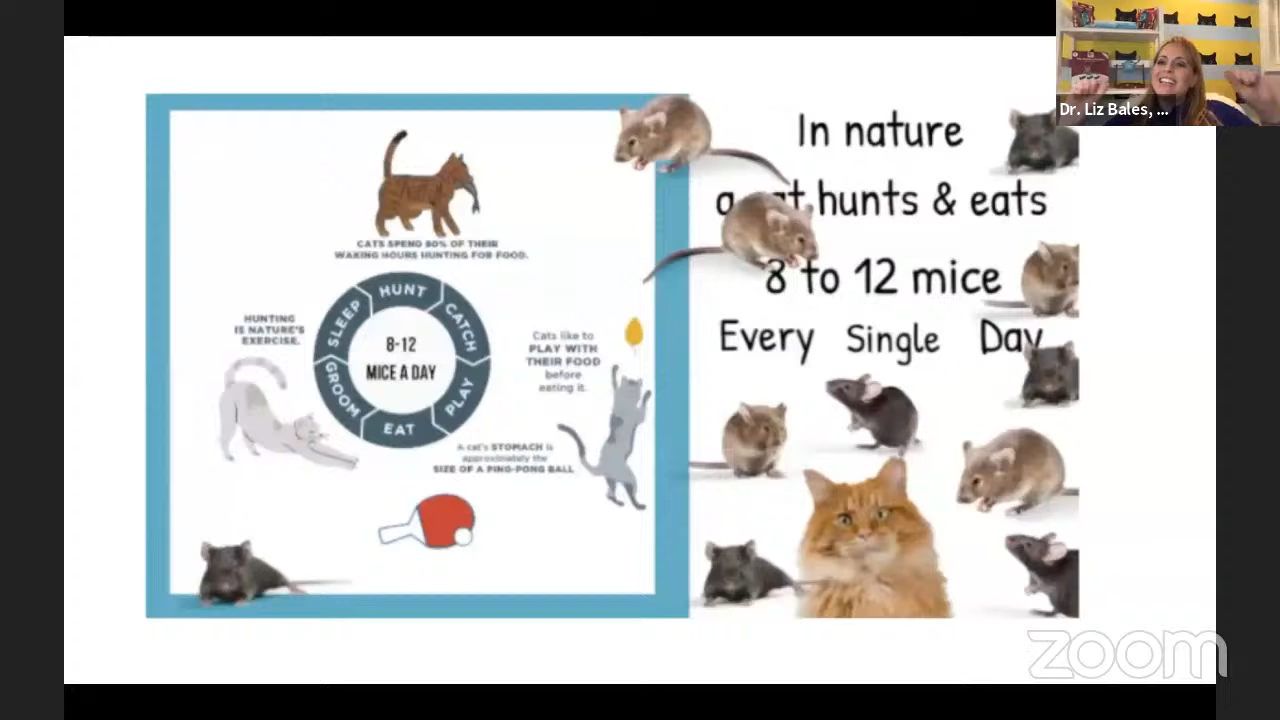 Dr. Liz Bales, ...
CATS SPEND 80% OF THEIR
WAKING HOURS HUNTING FOR FOOD.
HUNT
CATCH
PLAY
EAT
GROOM
SLEEP
8-12
MICE A DAY
HUNTING
IS NATURE'S
EXERCISE.
Cats like to
PLAY WITH
THEIR FOOD
before
eating it.
A cat's STOMACH is
approximately the
SIZE OF A PING-PONG BALL
In nature
a cat hunts & eats
8 to 12 mice
Every Single Day
zoom